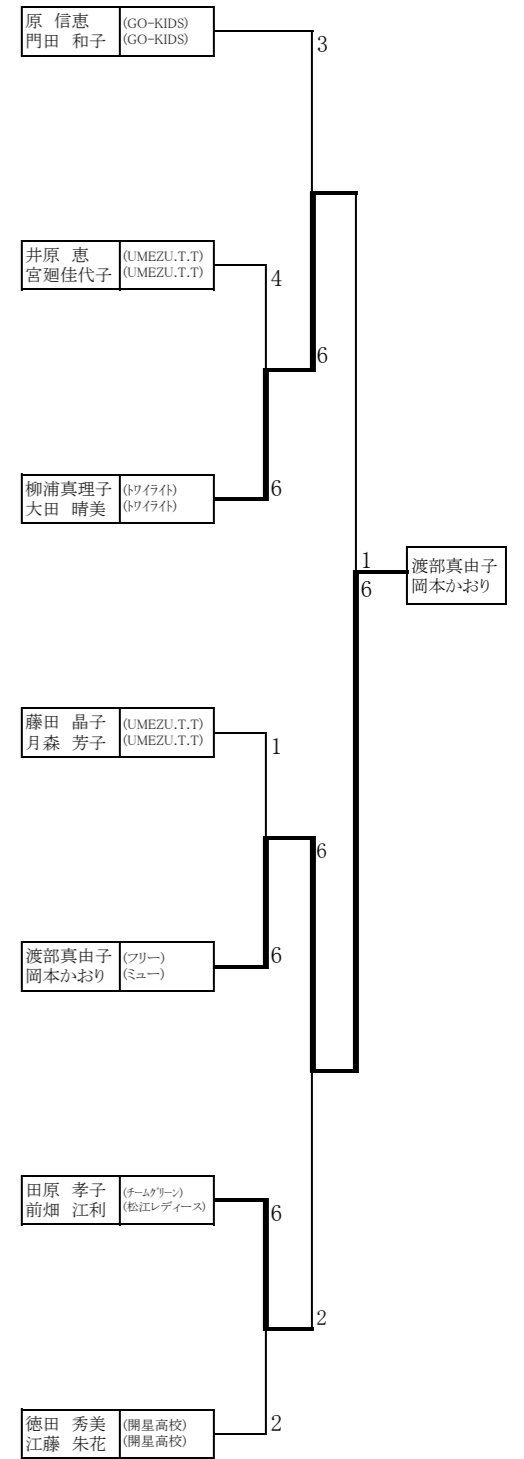 原 信恵 (GO-KIDS)
門田 和子 (GO-KIDS)
3
井原 恵 (UMEZU.T.T)
宮廻佳代子 (UMEZU.T.T)
4
6
柳浦真理子 (ﾄﾜｲﾗｲﾄ)
大田 晴美 (ﾄﾜｲﾗｲﾄ)
6
1
6
渡部真由子
岡本かおり
藤田 晶子 (UMEZU.T.T)
月森 芳子 (UMEZU.T.T)
1
6
渡部真由子 (フリー)
岡本かおり (ミュー)
6
田原 孝子 (ﾁｰﾑｸﾞﾘｰﾝ)
前畑 江利 (松江レディース)
6
2
徳田 秀美 (開星高校)
江藤 朱花 (開星高校)
2